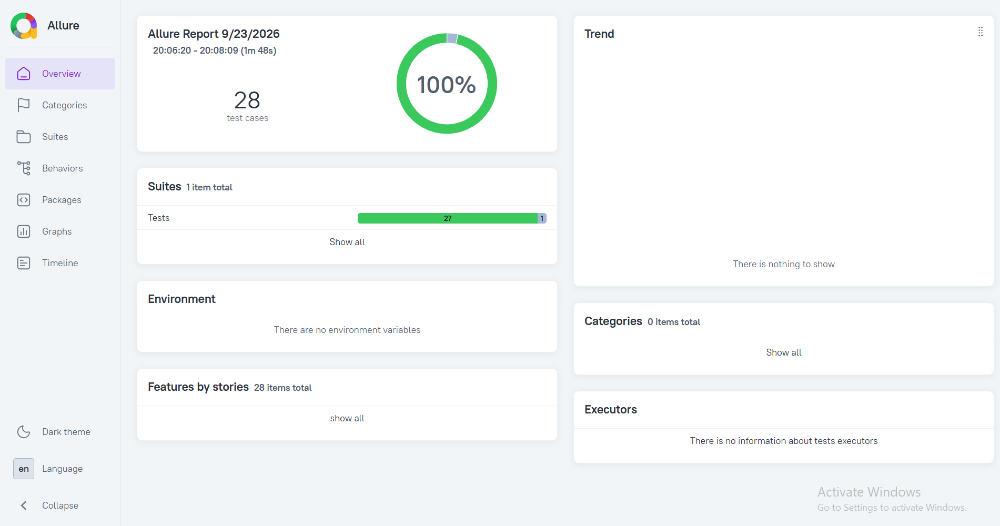 Allure
Overview
Categories
Suites
Behaviors
Packages
Graphs
Timeline
Dark theme
en Language
Collapse
Allure Report 9/23/2026
20:06:20 - 20:08:09 (1m 48s)
28
test cases
100%
Suites 1 item total
Tests 27 1
Show all
Environment
There are no environment variables
Features by stories 28 items total
show all
Trend
There is nothing to show
Categories 0 items total
Show all
Executors
There is no information about tests executors
Activate Windows
Go to Settings to activate Windows.